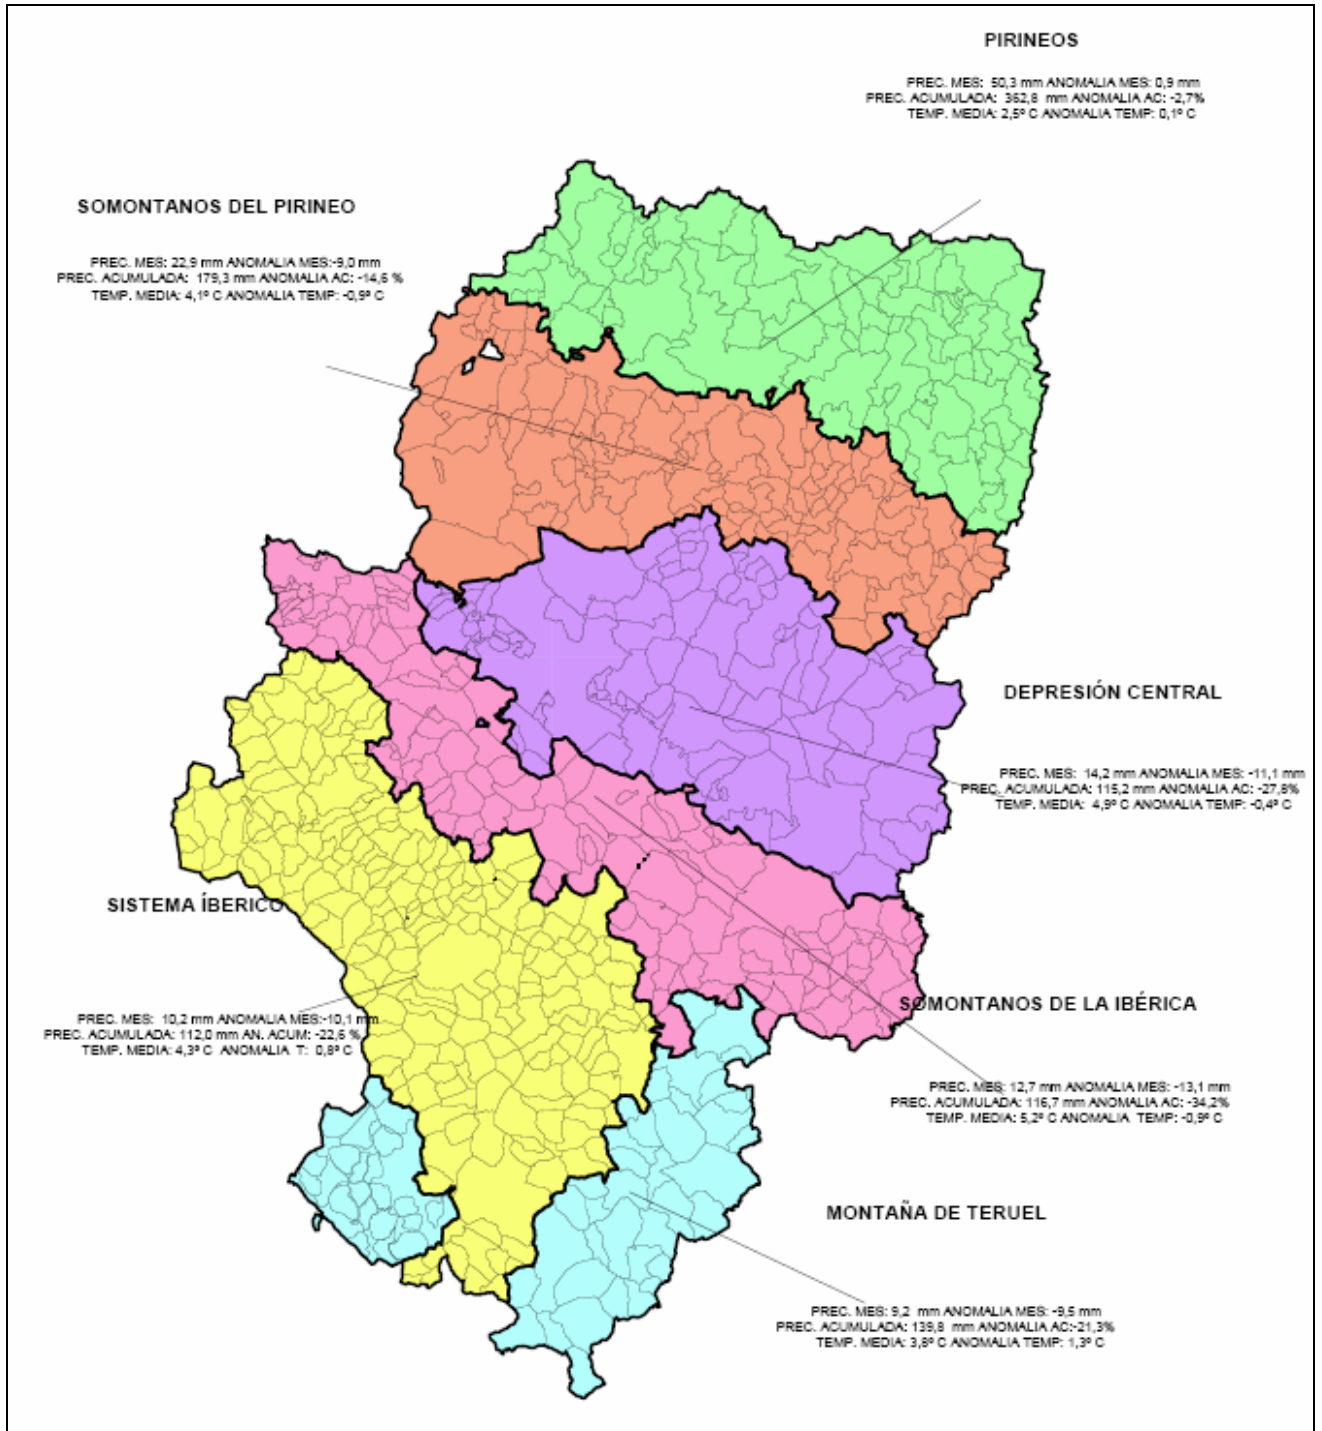 PIRINEOS
PREC. MES: 50,3 mm ANOMALIA MES: 0,9 mm
PREC. ACUMULADA: 362,8 mm ANOMALIA AC: -2,7%
TEMP. MEDIA: 2,5º C ANOMALIA TEMP: 0,1º C
SOMONTANOS DEL PIRINEO
PREC. MES: 22,9 mm ANOMALIA MES:-9,0 mm
PREC. ACUMULADA: 179,3 mm ANOMALIA AC: -14,6 %
TEMP. MEDIA: 4,1º C ANOMALIA TEMP: -0,9º C
DEPRESIÓN CENTRAL
PREC. MES: 14,2 mm ANOMALIA MES: -11,1 mm
PREC. ACUMULADA: 115,2 mm ANOMALIA AC: -27,8%
TEMP. MEDIA: 4,9º C ANOMALIA TEMP: -0,4º C
SISTEMA ÍBERICO
PREC. MES: 10,2 mm ANOMALIA MES:-10,1 mm
PREC. ACUMULADA: 112,0 mm AN. ACUM: -22,6 %
TEMP. MEDIA: 4,3º C ANOMALIA T: 0,8º C
SOMONTANOS DE LA IBÉRICA
PREC. MES: 12,7 mm ANOMALIA MES: -13,1 mm
PREC. ACUMULADA: 116,7 mm ANOMALIA AC: -34,2%
TEMP. MEDIA: 5,2º C ANOMALIA TEMP: -0,9º C
MONTAÑA DE TERUEL
PREC. MES: 9,2 mm ANOMALIA MES: -9,5 mm
PREC. ACUMULADA: 139,8 mm ANOMALIA AC:-21,3%
TEMP. MEDIA: 3,8º C ANOMALIA TEMP: 1,3º C